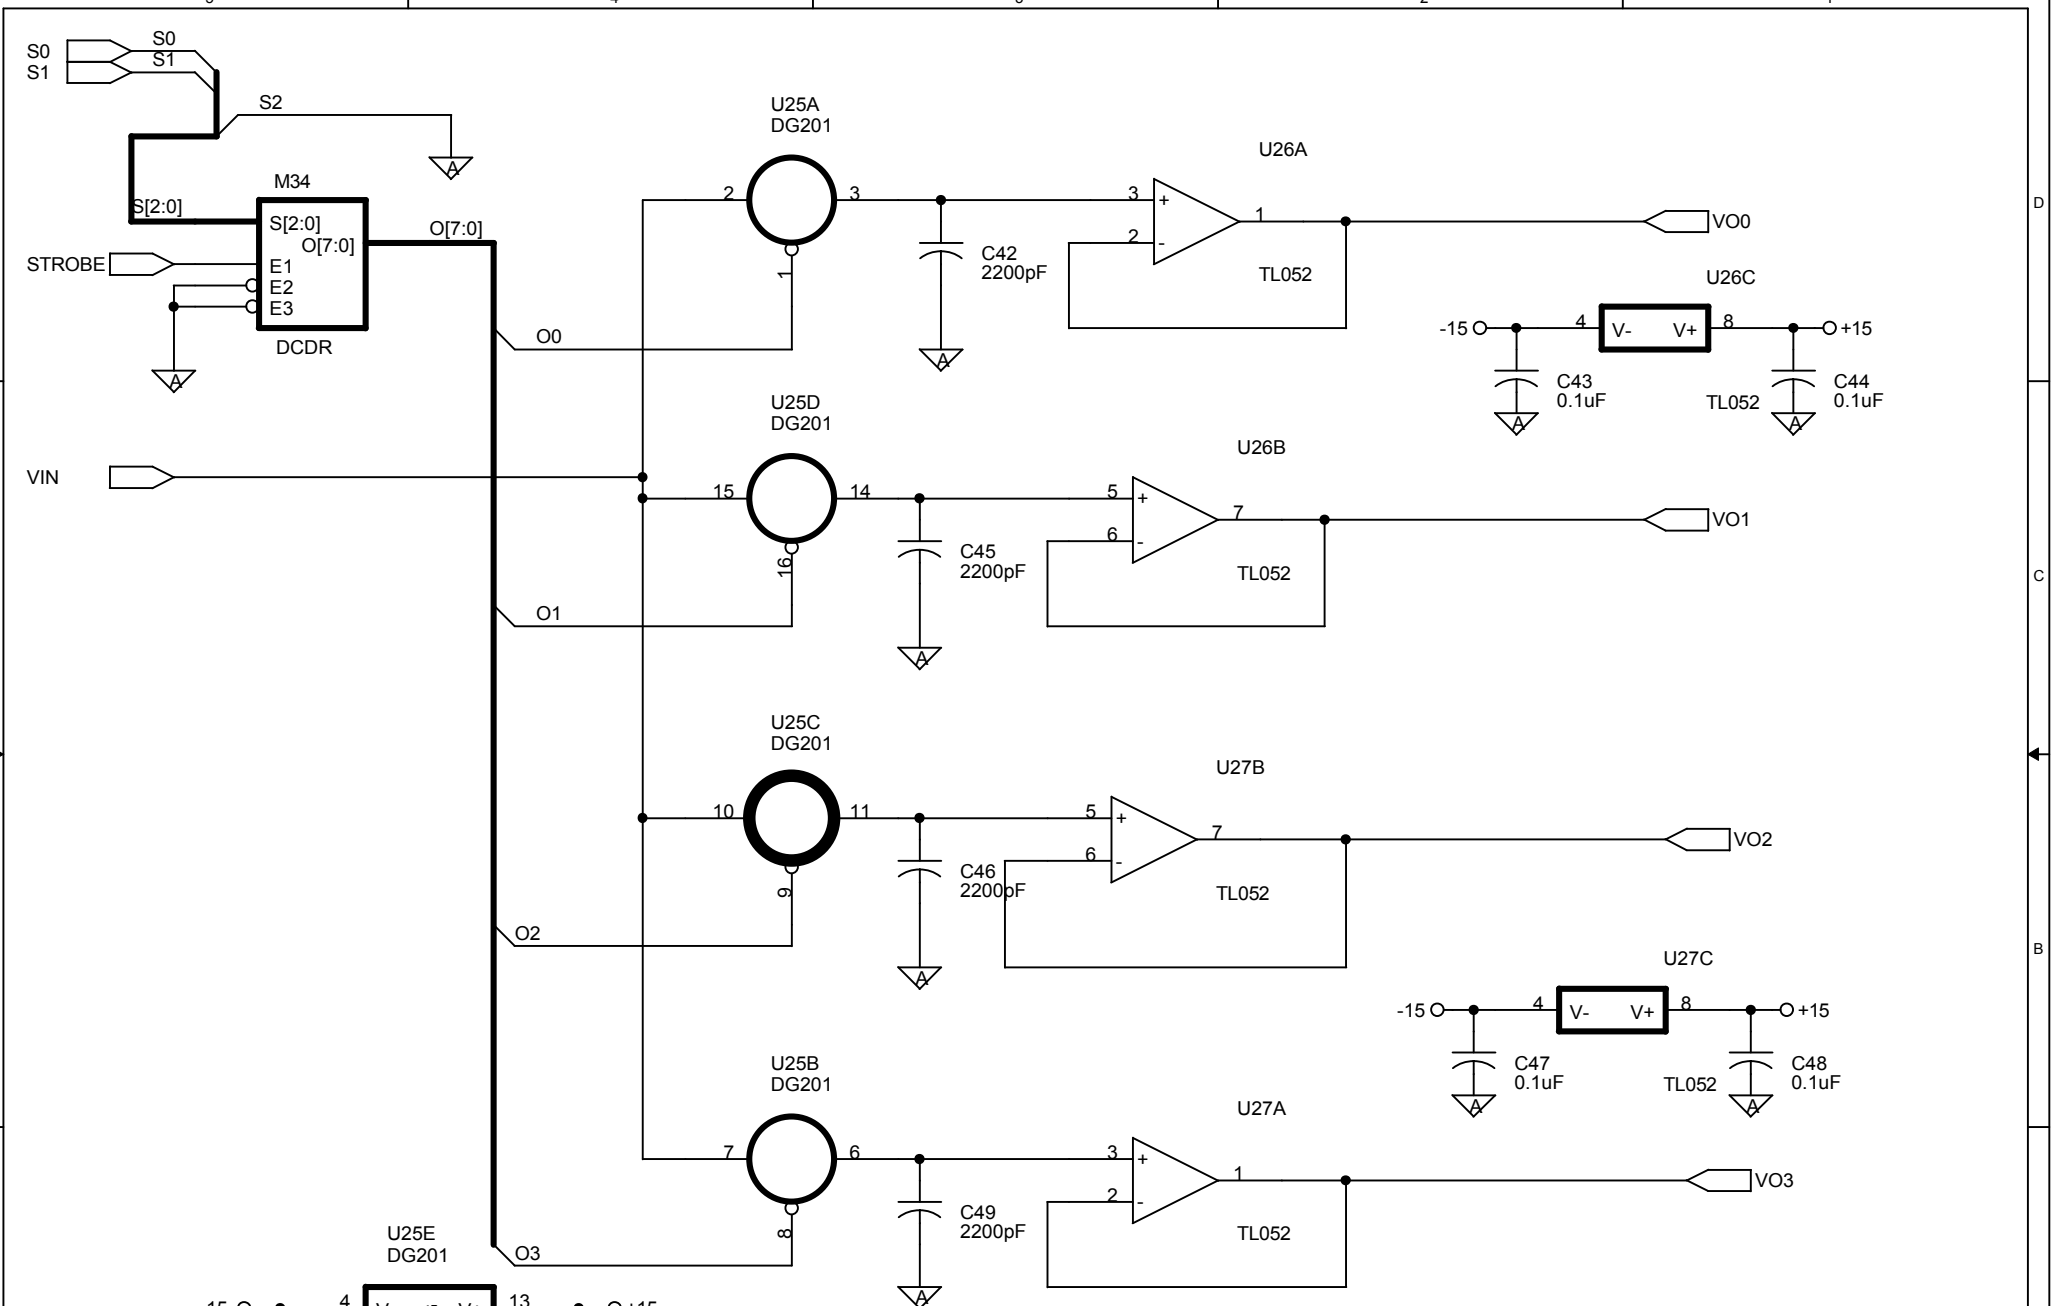 S0
S1
S0
S1
S2
A
M34
S[2:0]
S[2:0]
O[7:0]
O[7:0]
STROBE
E1
E2
E3
DCDR
A
VIN
U25A
DG201
2
3
1
O0
C42
2200pF
A
U26A
3
+
2
-
1
TL052
VO0
D
U26C
-15
4
V-
V+
8
+15
C43
0.1uF
TL052
C44
0.1uF
A
A
U25D
DG201
15
14
16
O1
C45
2200pF
A
U26B
5
+
6
-
7
TL052
VO1
C
U25C
DG201
10
11
9
O2
C46
2200pF
A
U27B
5
+
6
-
7
TL052
VO2
B
U27C
-15
4
V-
V+
8
+15
C47
0.1uF
TL052
C48
0.1uF
A
A
U25B
DG201
7
6
8
O3
C49
2200pF
A
U27A
3
+
2
-
1
TL052
VO3
U25E
DG201
4
13